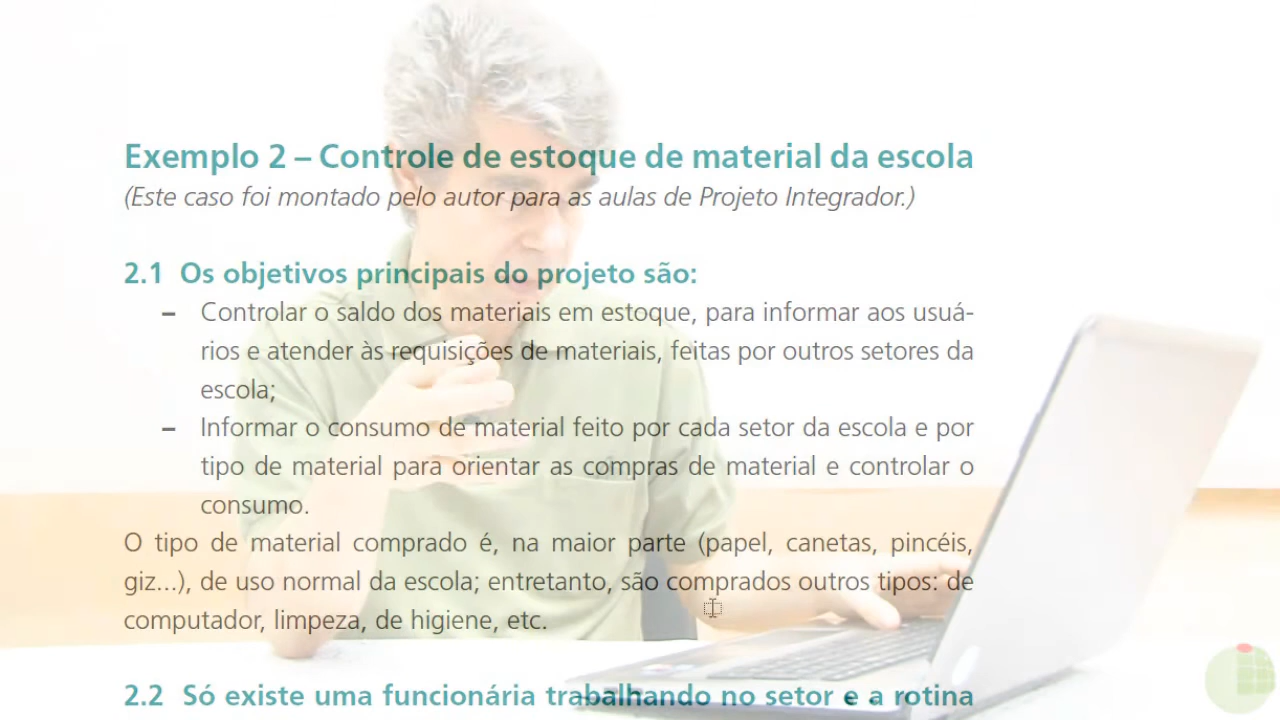 Exemplo 2 – Controle de estoque de material da escola
(Este caso foi montado pelo autor para as aulas de Projeto Integrador.)
2.1 Os objetivos principais do projeto são:
– Controlar o saldo dos materiais em estoque, para informar aos usuá-
rios e atender às requisições de materiais, feitas por outros setores da
escola;
– Informar o consumo de material feito por cada setor da escola e por
tipo de material para orientar as compras de material e controlar o
consumo.
O tipo de material comprado é, na maior parte (papel, canetas, pincéis,
giz...), de uso normal da escola; entretanto, são comprados outros tipos: de
computador, limpeza, de higiene, etc.
2.2 Só existe uma funcionária trabalhando no setor e a rotina